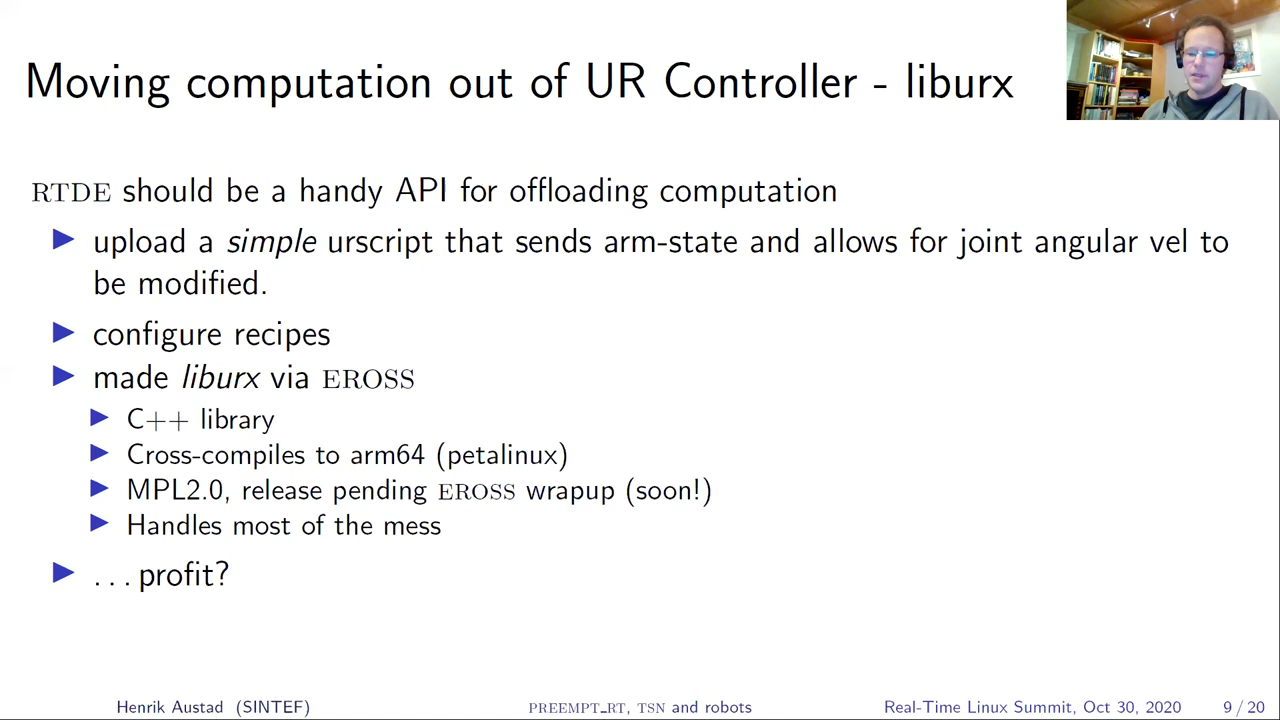 Moving computation out of UR Controller - liburx
RTDE should be a handy API for offloading computation
▶ upload a simple urscript that sends arm-state and allows for joint angular vel to
be modified.
▶ configure recipes
▶ made liburx via EROSS
▶ C++ library
▶ Cross-compiles to arm64 (petalinux)
▶ MPL2.0, release pending EROSS wrapup (soon!)
▶ Handles most of the mess
▶ ...profit?
Henrik Austad (SINTEF) PREEMPT_RT, TSN and robots Real-Time Linux Summit, Oct 30, 2020 9 / 20